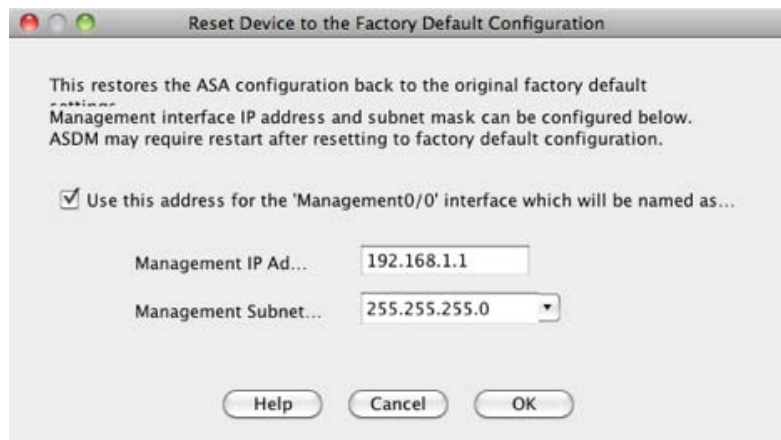 Reset Device to the Factory Default Configuration
This restores the ASA configuration back to the original factory default
Management interface IP address and subnet mask can be configured below.
ASDM may require restart after resetting to factory default configuration.
Use this address for the 'Management0/0' interface which will be named as...
Management IP Ad...
192.168.1.1
Management Subnet...
255.255.255.0
Help
Cancel
OK